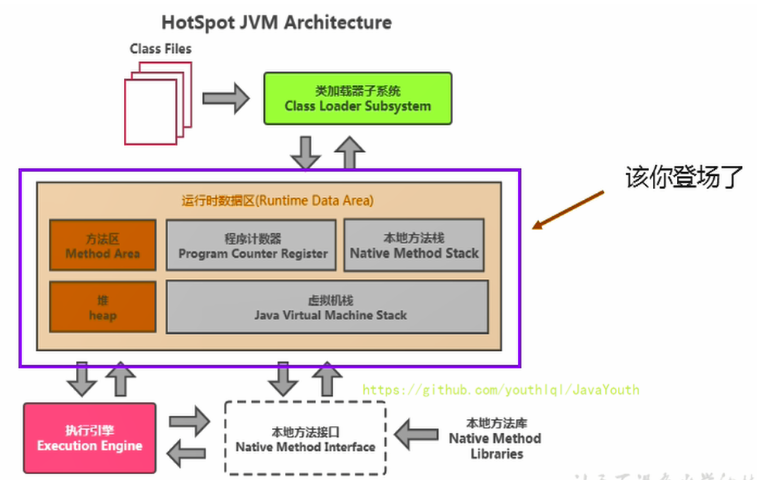 HotSpot JVM Architecture
Class Files
类加载器子系统
Class Loader Subsystem
该你登场了
运行时数据区(Runtime Data Area)
方法区
Method Area
程序计数器
Program Counter Register
本地方法栈
Native Method Stack
堆
heap
虚拟机栈
Java Virtual Machine Stack
https://github.com/youthlql/JavaYouth
执行引擎
Execution Engine
本地方法接口
Native Method Interface
本地方法库
Native Method
Libraries